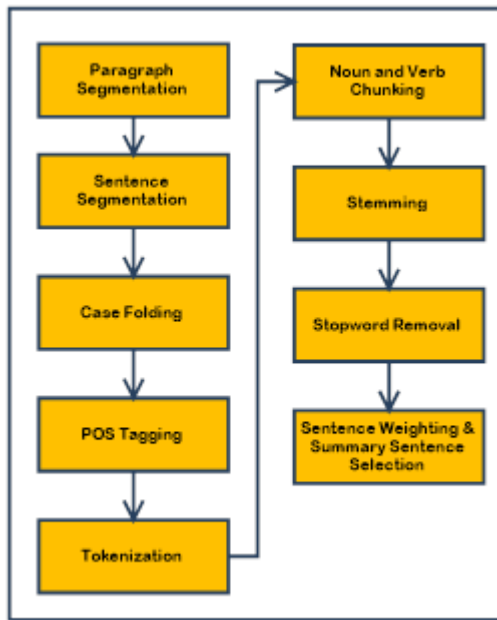 Paragraph
Segmentation
Sentence
Segmentation
Case Folding
POS Tagging
Tokenization
Noun and Verb
Chunking
Stemming
Stopword Removal
Sentence Weighting &
Summary Sentence
Selection